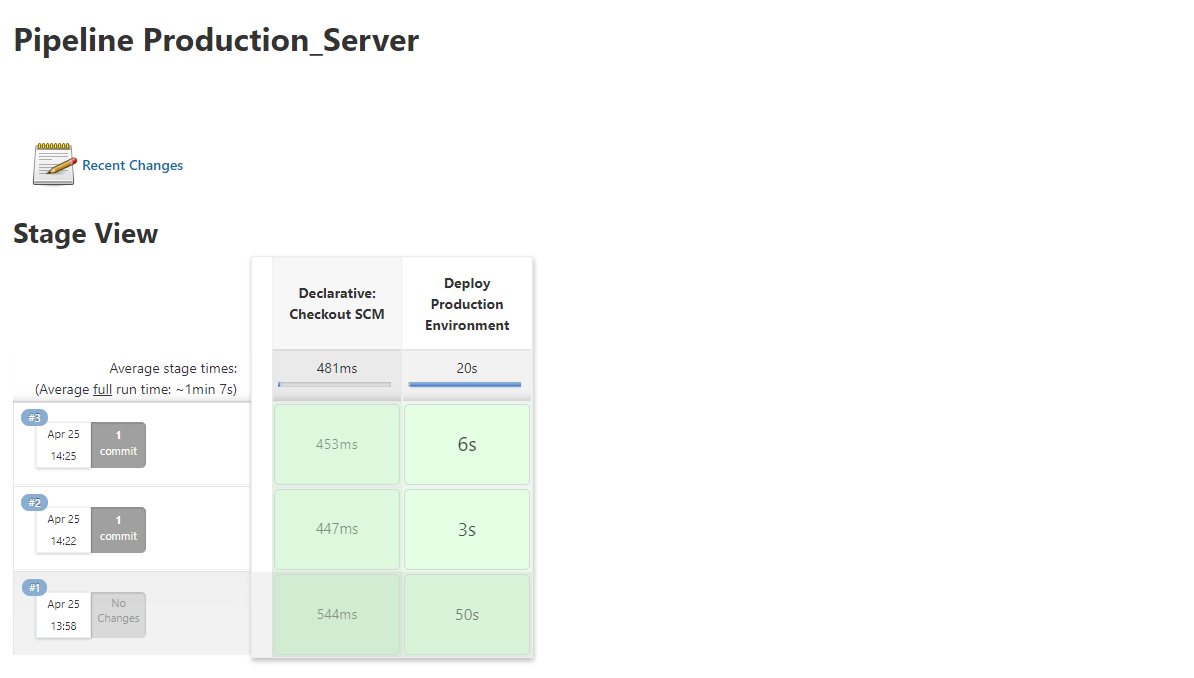 Pipeline Production_Server
Recent Changes
Stage View
Declarative:
Checkout SCM
Deploy
Production
Environment
Average stage times:
(Average full run time: ~1min 7s)
481ms
20s
#3
Apr 25
14:25
1
commit
453ms
6s
#2
Apr 25
14:22
1
commit
447ms
3s
#1
Apr 25
13:58
No
Changes
544ms
50s